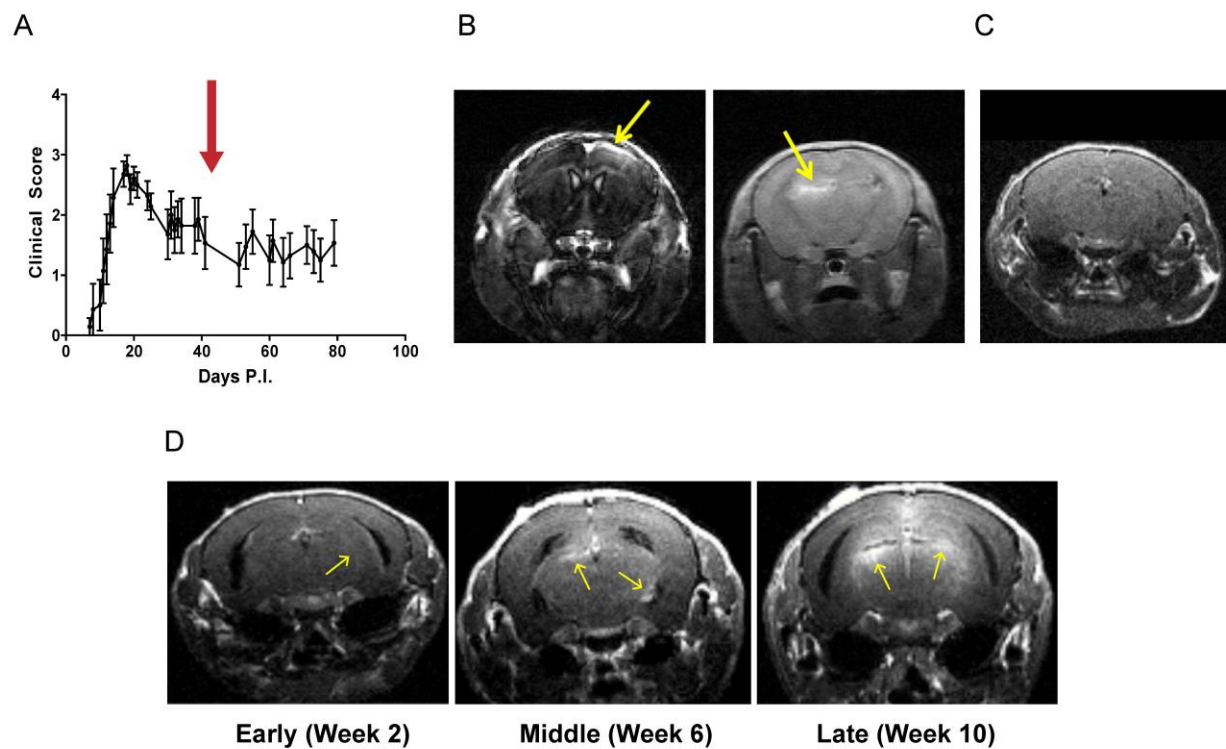 A
B
C
4
3
2
1
0
Clinical Score
0 20 40 60 80 100
Days P.I.
D
Early (Week 2) Middle (Week 6) Late (Week 10)